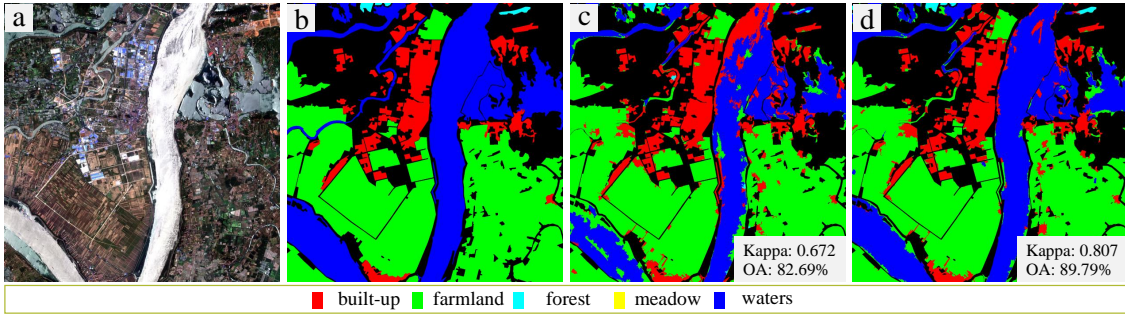 a
b
c
d
Kappa: 0.672
OA: 82.69%
Kappa: 0.807
OA: 89.79%
built-up farmland forest meadow waters